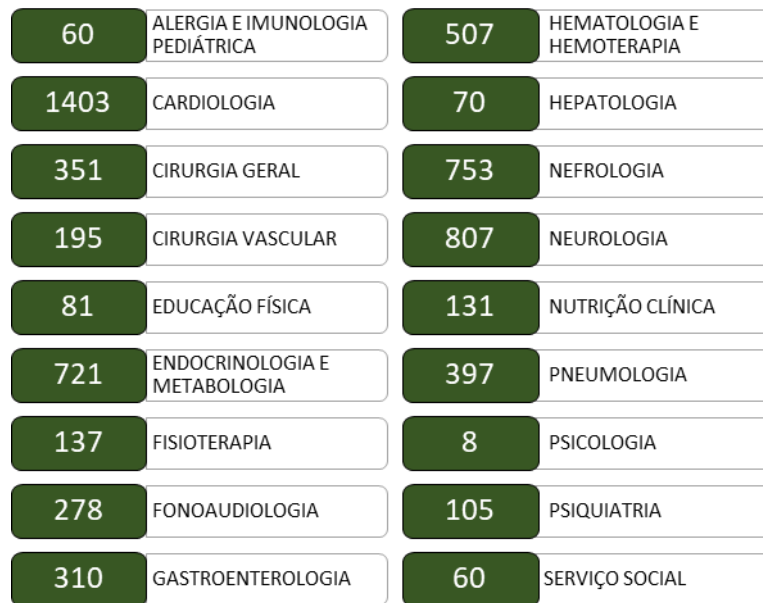 60
ALERGIA E IMUNOLOGIA
PEDIÁTRICA
1403
CARDIOLOGIA
351
CIRURGIA GERAL
195
CIRURGIA VASCULAR
81
EDUCAÇÃO FÍSICA
721
ENDOCRINOLOGIA E
METABOLOGIA
137
FISIOTERAPIA
278
FONOAUDIOLOGIA
310
GASTROENTEROLOGIA
507
HEMATOLOGIA E
HEMOTERAPIA
70
HEPATOLOGIA
753
NEFROLOGIA
807
NEUROLOGIA
131
NUTRIÇÃO CLÍNICA
397
PNEUMOLOGIA
8
PSICOLOGIA
105
PSIQUIATRIA
60
SERVIÇO SOCIAL